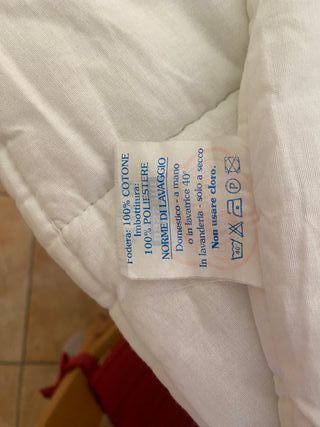 Fodera: 100% COTONE
Imbottitura:
100% POLIESTERE
NORME DI LAVAGGIO
Domestico - a mano
o in lavatrice 40°
In lavanderia - solo a secco
Non usare cloro.
P